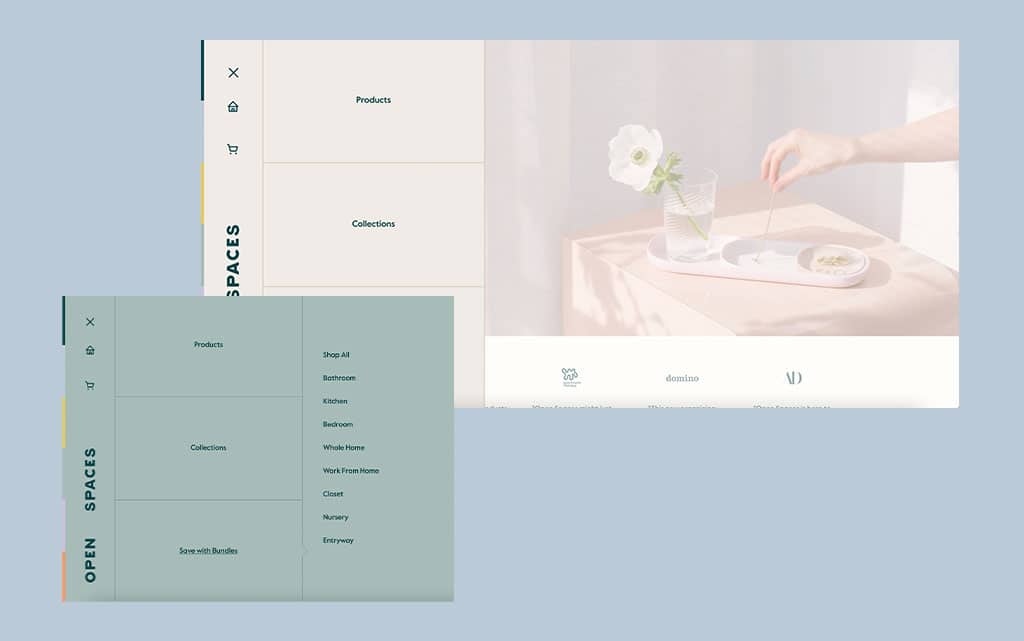 Products
Collections
SPACES
domino
AD
Products
Collections
Save with Bundles
OPEN SPACES
Shop All
Bathroom
Kitchen
Bedroom
Whole Home
Work From Home
Closet
Nursery
Entryway